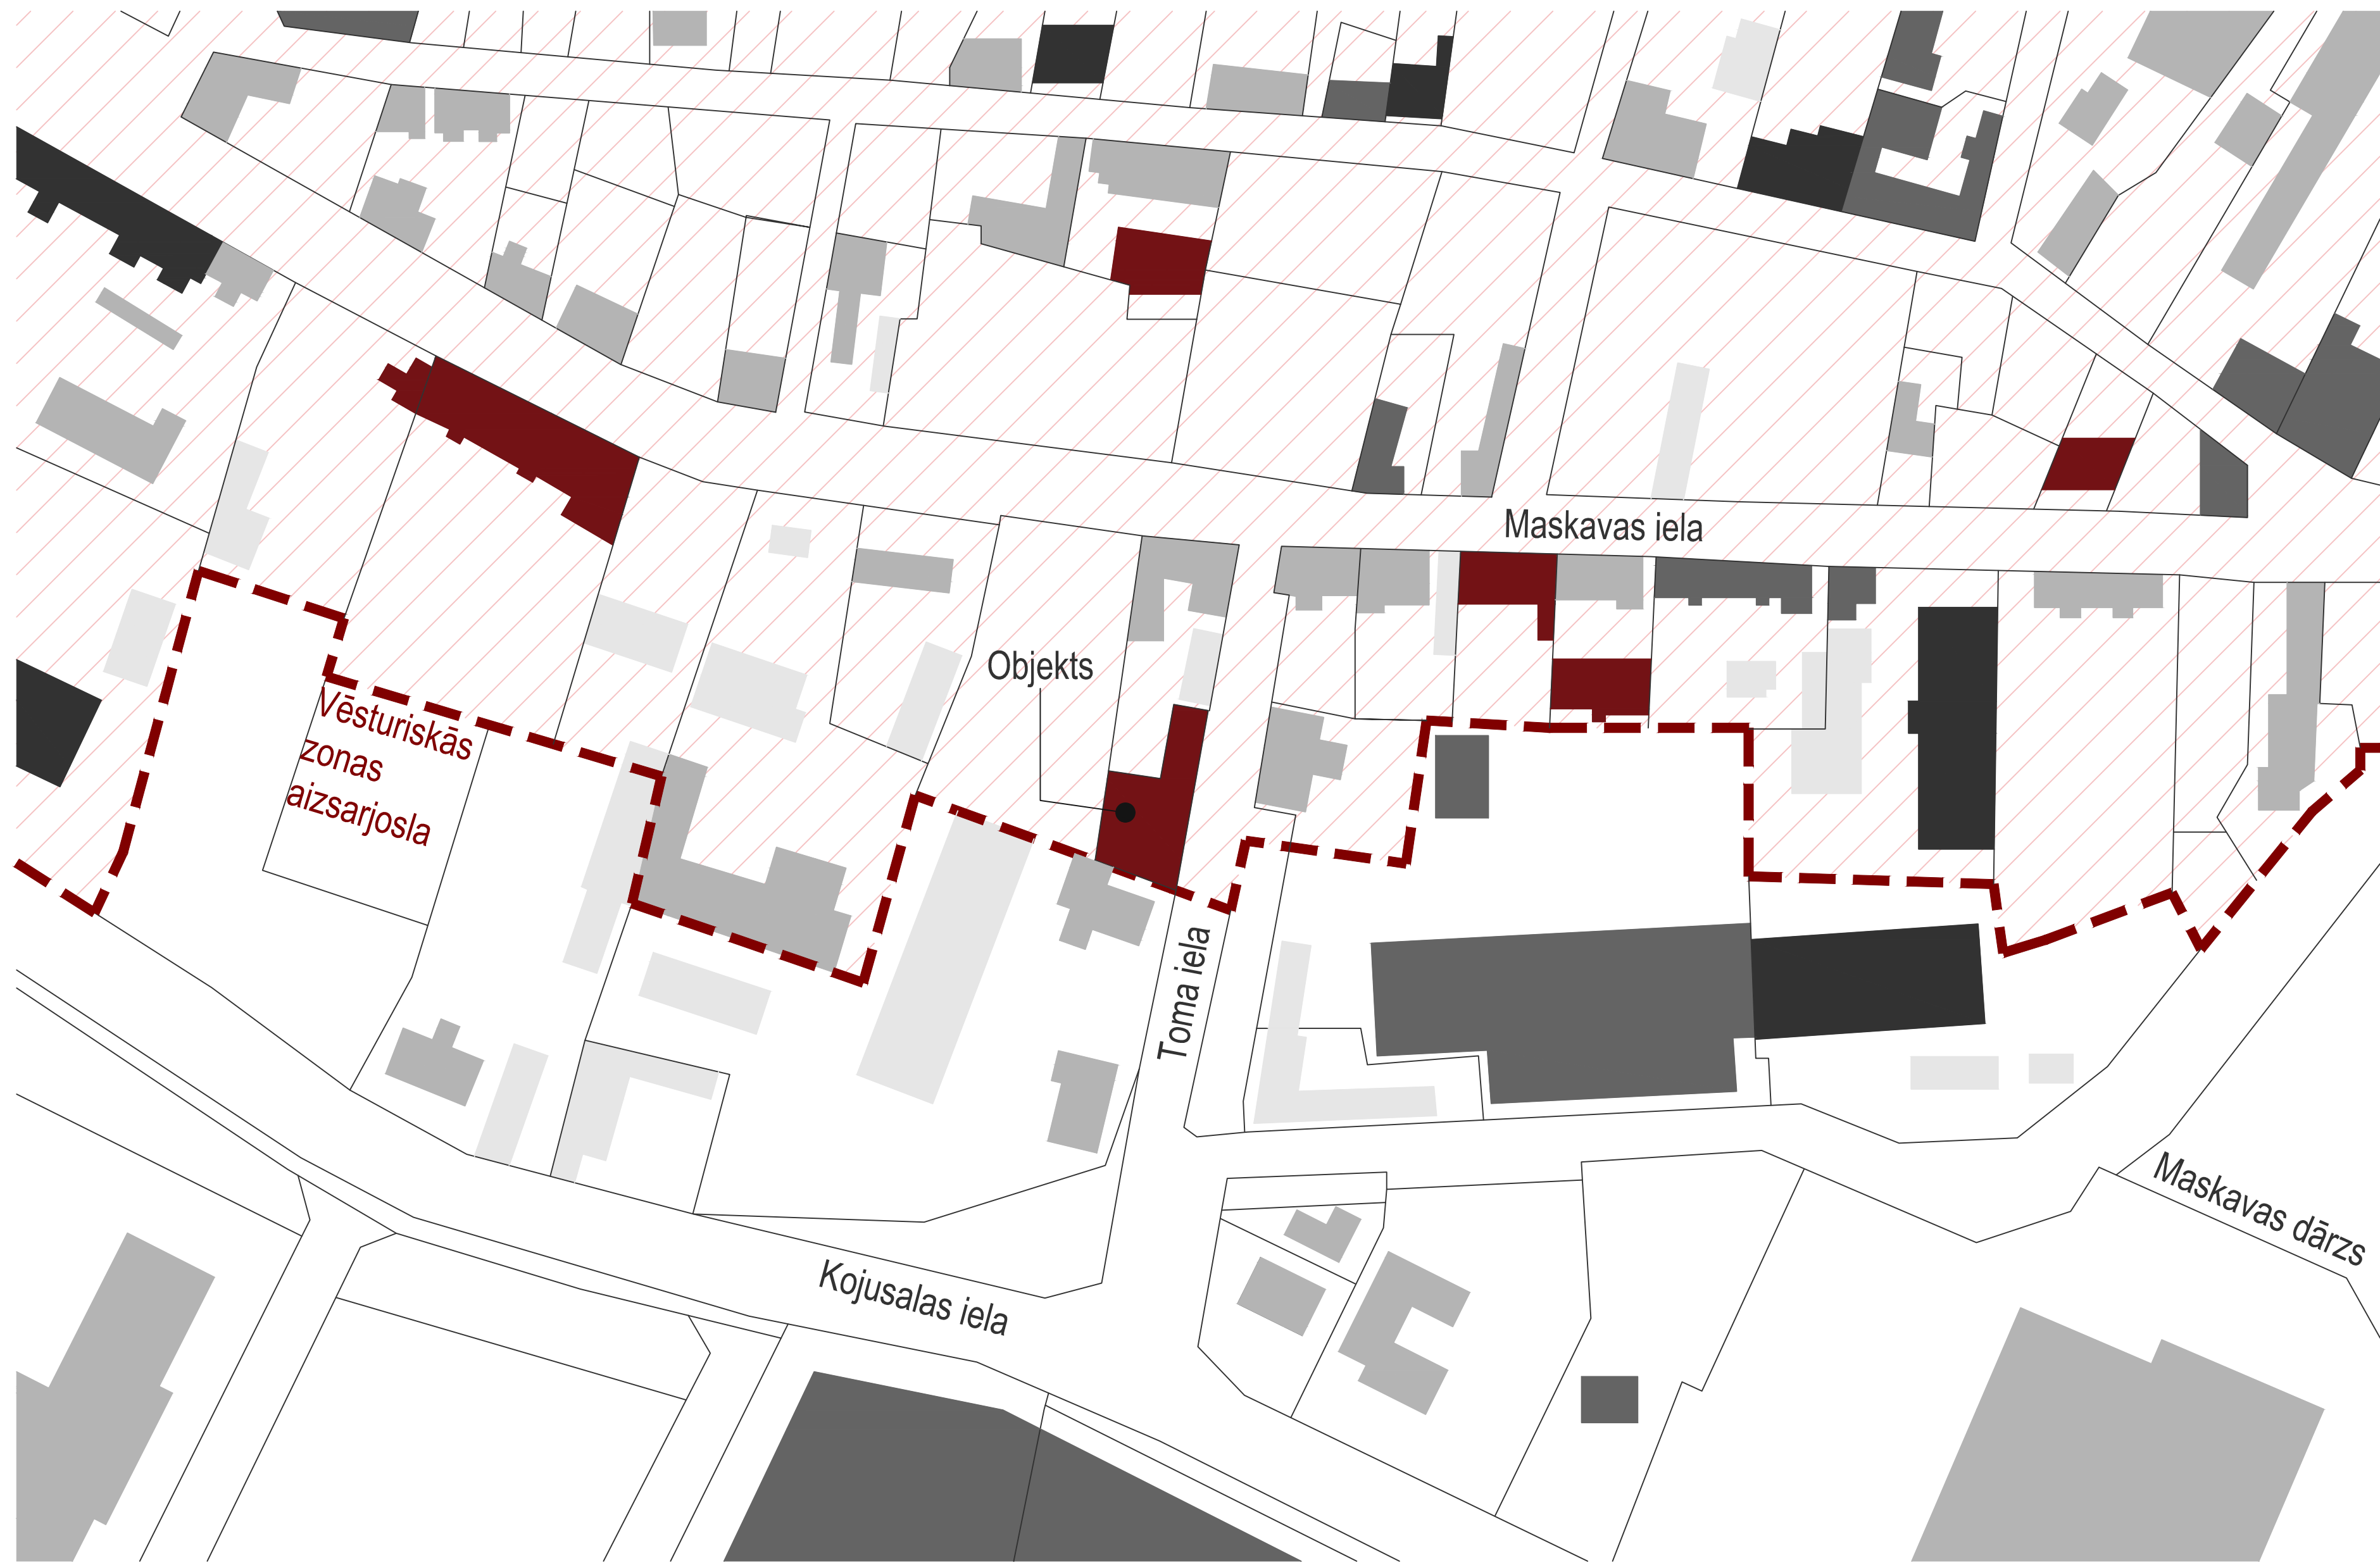 Maskavas iela
Objekts
Vēsturiskās
zonas
aizsarjosla
Toma iela
Maskavas dārzs
Kojusalas iela